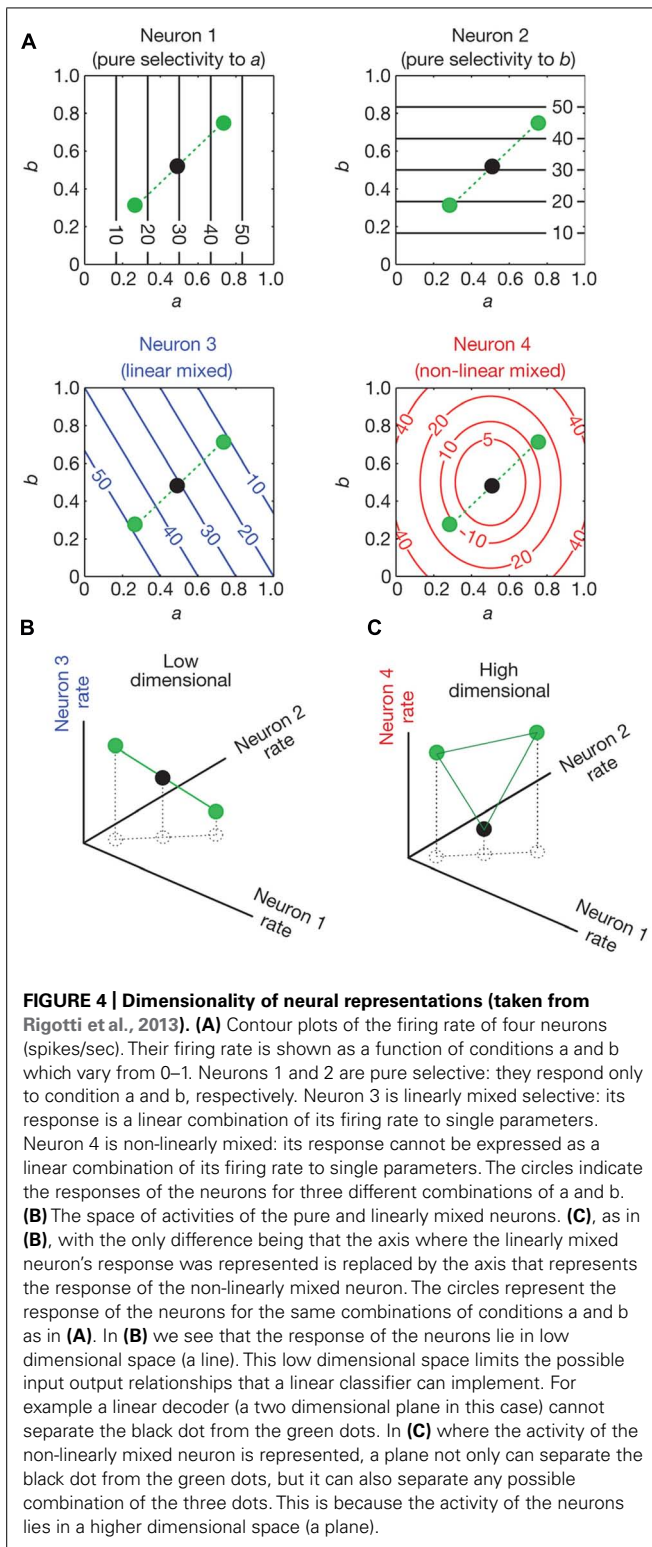 A
Neuron 1
(pure selectivity to a)
Neuron 2
(pure selectivity to b)
1.0
0.8
0.6
0.4
0.2
0
b
10
20
30
40
50
0
0.2
0.4
0.6
0.8
1.0
a
1.0
0.8
0.6
0.4
0.2
0
b
50
40
30
20
10
0
0.2
0.4
0.6
0.8
1.0
a
Neuron 3
(linear mixed)
Neuron 4
(non-linear mixed)
1.0
0.8
0.6
0.4
0.2
0
b
50
40
30
20
10
0
0.2
0.4
0.6
0.8
1.0
a
1.0
0.8
0.6
0.4
0.2
0
b
40
20
10
5
40
40
-10
20
40
0
0.2
0.4
0.6
0.8
1.0
a
B
Low
dimensional
Neuron 3
rate
Neuron 2
rate
Neuron 1
rate
C
High
dimensional
Neuron 4
rate
Neuron 2
rate
Neuron 1
rate
FIGURE 4 | Dimensionality of neural representations (taken from
Rigotti et al., 2013). (A) Contour plots of the firing rate of four neurons
(spikes/sec). Their firing rate is shown as a function of conditions a and b
which vary from 0–1. Neurons 1 and 2 are pure selective: they respond only
to condition a and b, respectively. Neuron 3 is linearly mixed selective: its
response is a linear combination of its firing rate to single parameters.
Neuron 4 is non-linearly mixed: its response cannot be expressed as a
linear combination of its firing rate to single parameters. The circles indicate
the responses of the neurons for three different combinations of a and b.
(B) The space of activities of the pure and linearly mixed neurons. (C), as in
(B), with the only difference being that the axis where the linearly mixed
neuron's response was represented is replaced by the axis that represents
the response of the non-linearly mixed neuron. The circles represent the
response of the neurons for the same combinations of conditions a and b
as in (A). In (B) we see that the response of the neurons lie in low
dimensional space (a line). This low dimensional space limits the possible
input output relationships that a linear classifier can implement. For
example a linear decoder (a two dimensional plane in this case) cannot
separate the black dot from the green dots. In (C) where the activity of the
non-linearly mixed neuron is represented, a plane not only can separate the
black dot from the green dots, but it can also separate any possible
combination of the three dots. This is because the activity of the neurons
lies in a higher dimensional space (a plane).